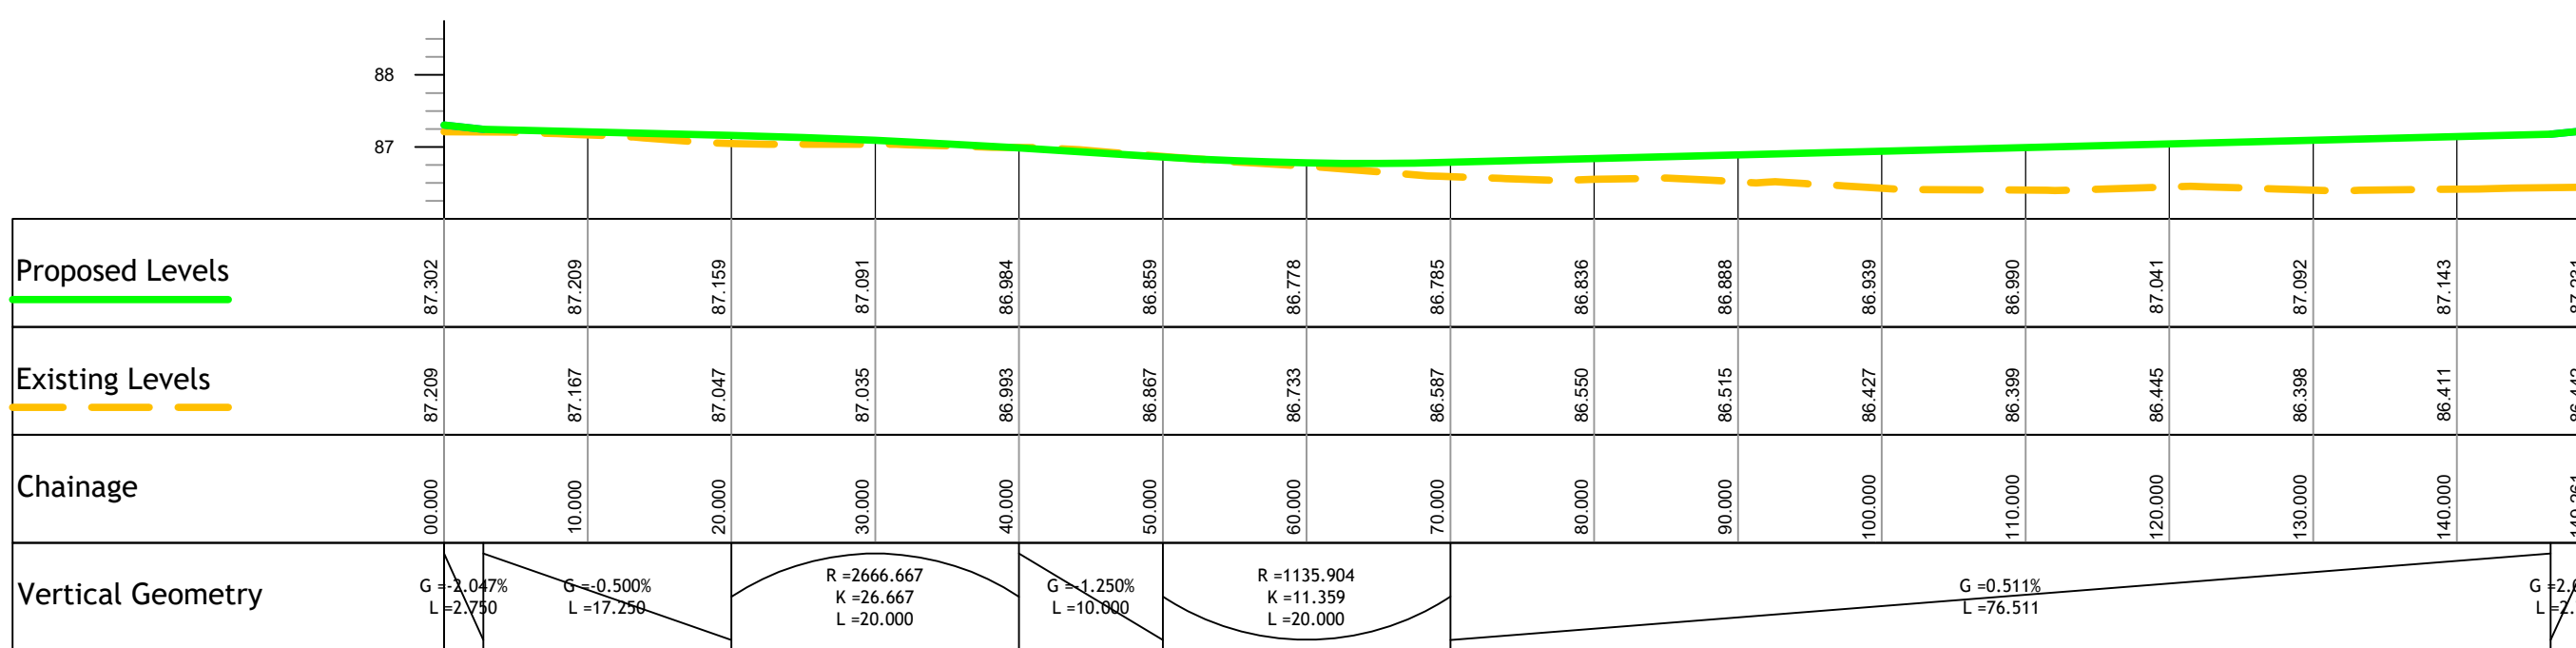 88
87
Proposed Levels 87.302 87.209 87.159 87.091 86.984 86.859 86.778 86.785 86.836 86.888 86.939 86.990 87.041 87.092 87.143
Existing Levels 87.209 87.167 87.047 87.035 86.993 86.867 86.733 86.587 86.550 86.515 86.427 86.399 86.445 86.398 86.411
Chainage 00.000 10.000 20.000 30.000 40.000 50.000 60.000 70.000 80.000 90.000 100.000 110.000 120.000 130.000 140.000
Vertical Geometry
G =-2.047%
L =2.750
G =-0.500%
L =17.250
R =2666.667
K =26.667
L =20.000
G =-1.250%
L =10.000
R =1135.904
K =11.359
L =20.000
G =0.511%
L =76.511